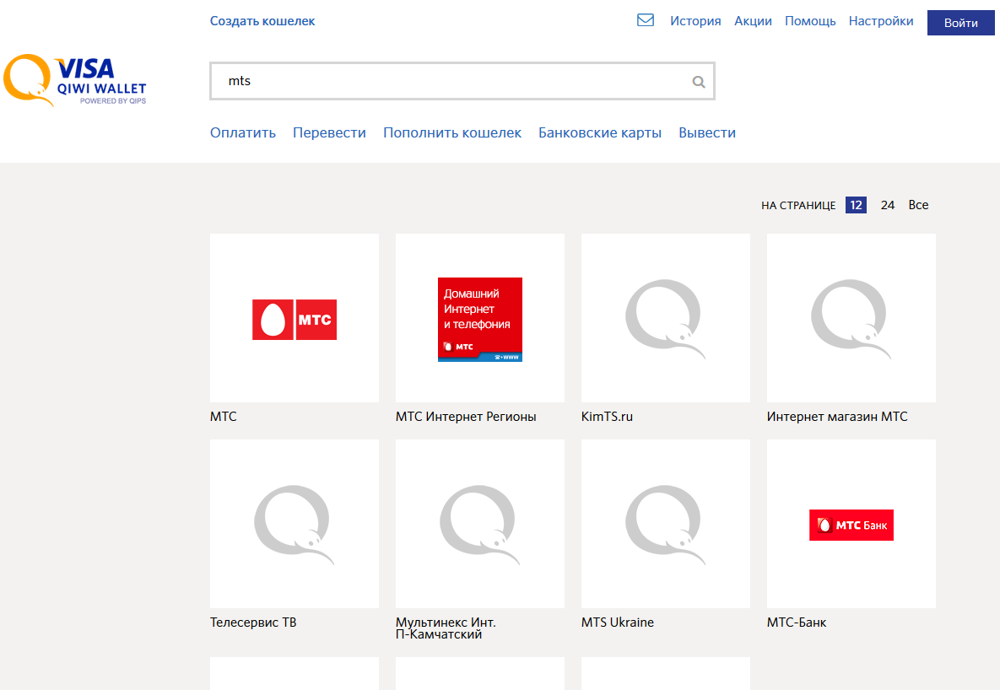 Создать кошелек
История Акции Помощь Настройки Войти
VISA
QIWI WALLET
POWERED BY QIPS
mts
Оплатить Перевести Пополнить кошелек Банковские карты Вывести
НА СТРАНИЦЕ 12 24 Все
МТС
Домашний
Интернет
и телефония
МТС
+WWW
МТС
МТС Интернет Регионы
KimTS.ru
Интернет магазин МТС
МТС Банк
Телесервис ТВ
Мультинекс Инт.
П-Камчатский
MTS Ukraine
МТС-Банк